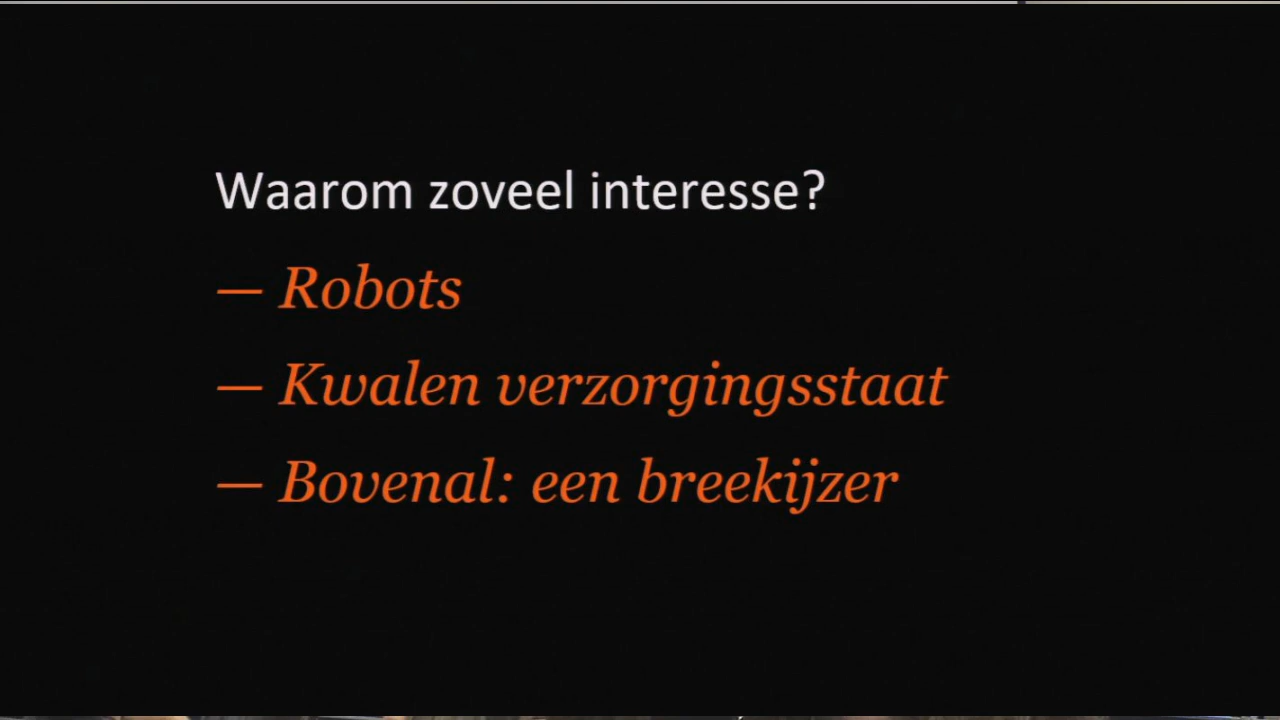 Waarom zoveel interesse?
— Robots
— Kwalen verzorgingsstaat
— Bovenal: een breekijzer